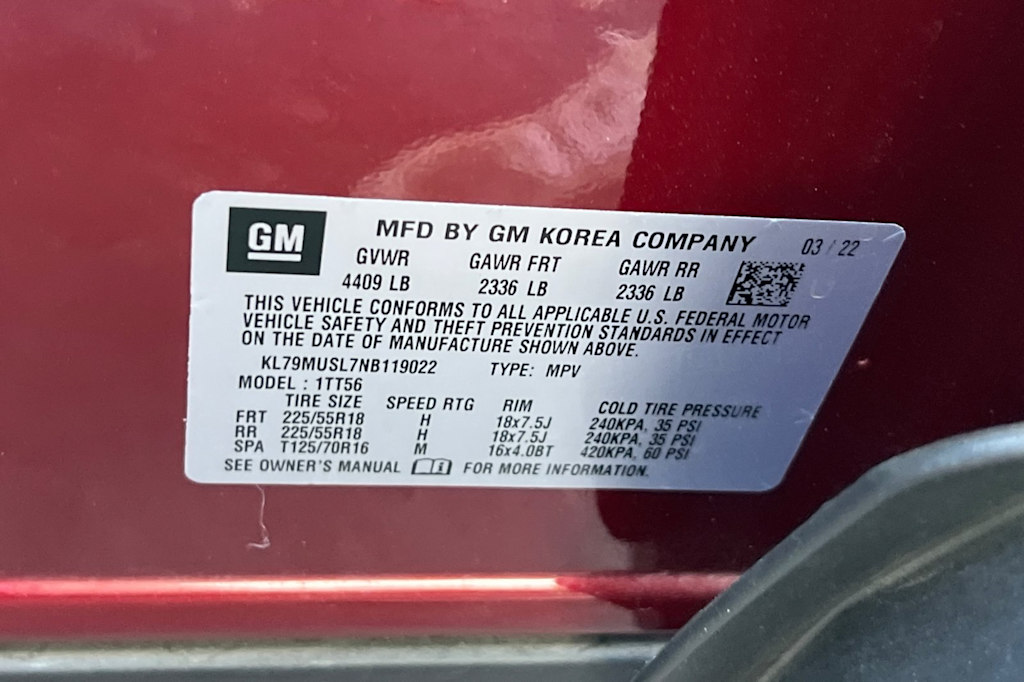 GM MFD BY GM KOREA COMPANY 03 / 22
GVWR GAWR FRT GAWR RR
4409 LB 2336 LB 2336 LB
THIS VEHICLE CONFORMS TO ALL APPLICABLE U.S. FEDERAL MOTOR
VEHICLE SAFETY AND THEFT PREVENTION STANDARDS IN EFFECT
ON THE DATE OF MANUFACTURE SHOWN ABOVE.
KL79MUSL7NB119022 TYPE: MPV
MODEL : 1TT56
TIRE SIZE SPEED RTG RIM COLD TIRE PRESSURE
FRT 225/55R18 H 18x7.5J 240KPA, 35 PSI
RR 225/55R18 H 18x7.5J 240KPA, 35 PSI
SPA T125/70R16 M 16x4.0BT 420KPA, 60 PSI
SEE OWNER'S MANUAL FOR MORE INFORMATION.